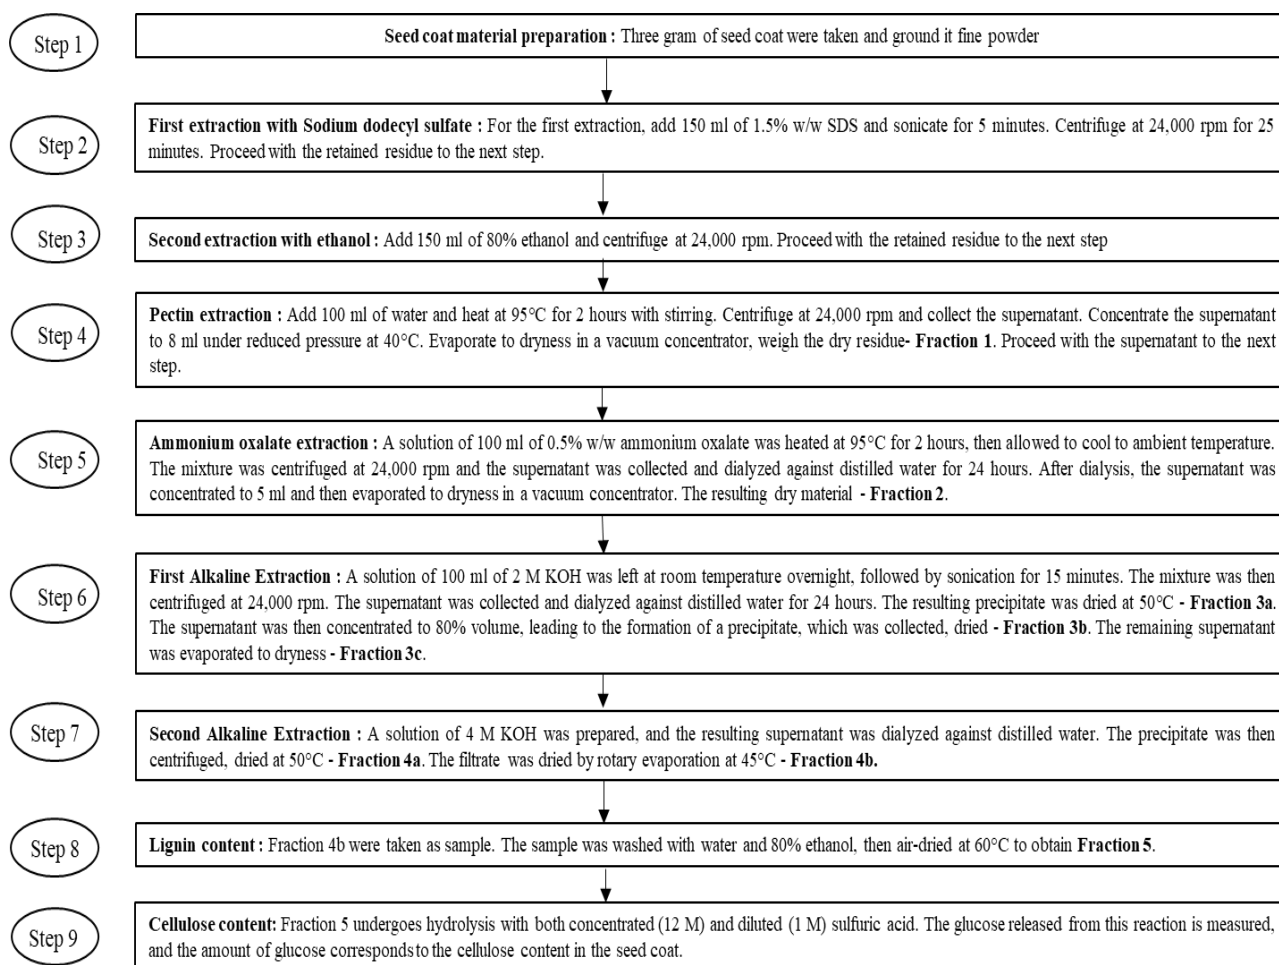 Step 1
Seed coat material preparation : Three gram of seed coat were taken and ground it fine powder
Step 2
First extraction with Sodium dodecyl sulfate : For the first extraction, add 150 ml of 1.5% w/w SDS and sonicate for 5 minutes. Centrifuge at 24,000 rpm for 25
minutes. Proceed with the retained residue to the next step.
Step 3
Second extraction with ethanol : Add 150 ml of 80% ethanol and centrifuge at 24,000 rpm. Proceed with the retained residue to the next step
Step 4
Pectin extraction : Add 100 ml of water and heat at 95°C for 2 hours with stirring. Centrifuge at 24,000 rpm and collect the supernatant. Concentrate the supernatant
to 8 ml under reduced pressure at 40°C. Evaporate to dryness in a vacuum concentrator, weigh the dry residue- Fraction 1. Proceed with the supernatant to the next
step.
Step 5
Ammonium oxalate extraction : A solution of 100 ml of 0.5% w/w ammonium oxalate was heated at 95°C for 2 hours, then allowed to cool to ambient temperature.
The mixture was centrifuged at 24,000 rpm and the supernatant was collected and dialyzed against distilled water for 24 hours. After dialysis, the supernatant was
concentrated to 5 ml and then evaporated to dryness in a vacuum concentrator. The resulting dry material - Fraction 2.
Step 6
First Alkaline Extraction : A solution of 100 ml of 2 M KOH was left at room temperature overnight, followed by sonication for 15 minutes. The mixture was then
centrifuged at 24,000 rpm. The supernatant was collected and dialyzed against distilled water for 24 hours. The resulting precipitate was dried at 50°C - Fraction 3a.
The supernatant was then concentrated to 80% volume, leading to the formation of a precipitate, which was collected, dried - Fraction 3b. The remaining supernatant
was evaporated to dryness - Fraction 3c.
Step 7
Second Alkaline Extraction : A solution of 4 M KOH was prepared, and the resulting supernatant was dialyzed against distilled water. The precipitate was then
centrifuged, dried at 50°C - Fraction 4a. The filtrate was dried by rotary evaporation at 45°C - Fraction 4b.
Step 8
Lignin content : Fraction 4b were taken as sample. The sample was washed with water and 80% ethanol, then air-dried at 60°C to obtain Fraction 5.
Step 9
Cellulose content: Fraction 5 undergoes hydrolysis with both concentrated (12 M) and diluted (1 M) sulfuric acid. The glucose released from this reaction is measured,
and the amount of glucose corresponds to the cellulose content in the seed coat.